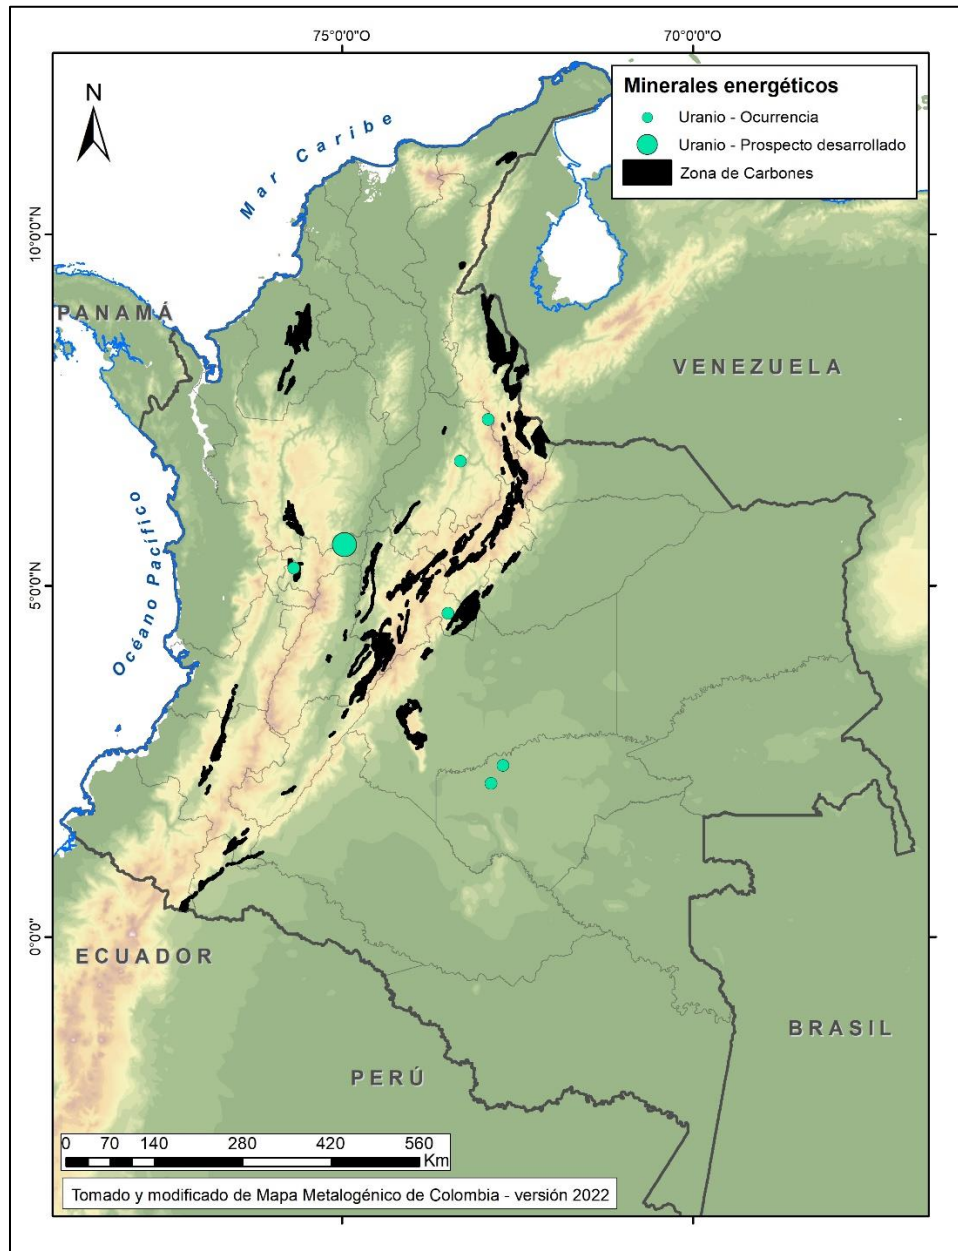 75°0'0"O
70°0'0"O
N
Minerales energéticos
Uranio - Ocurrencia
Uranio - Prospecto desarrollado
Zona de Carbones
Mar Caribe
10°0'0"N
PANAMÁ
VENEZUELA
Océano Pacífico
5°0'0"N
0°0'0"
ECUADOR
BRASIL
PERÚ
0 70 140 280 420 560
Km
Tomado y modificado de Mapa Metalogénico de Colombia - versión 2022